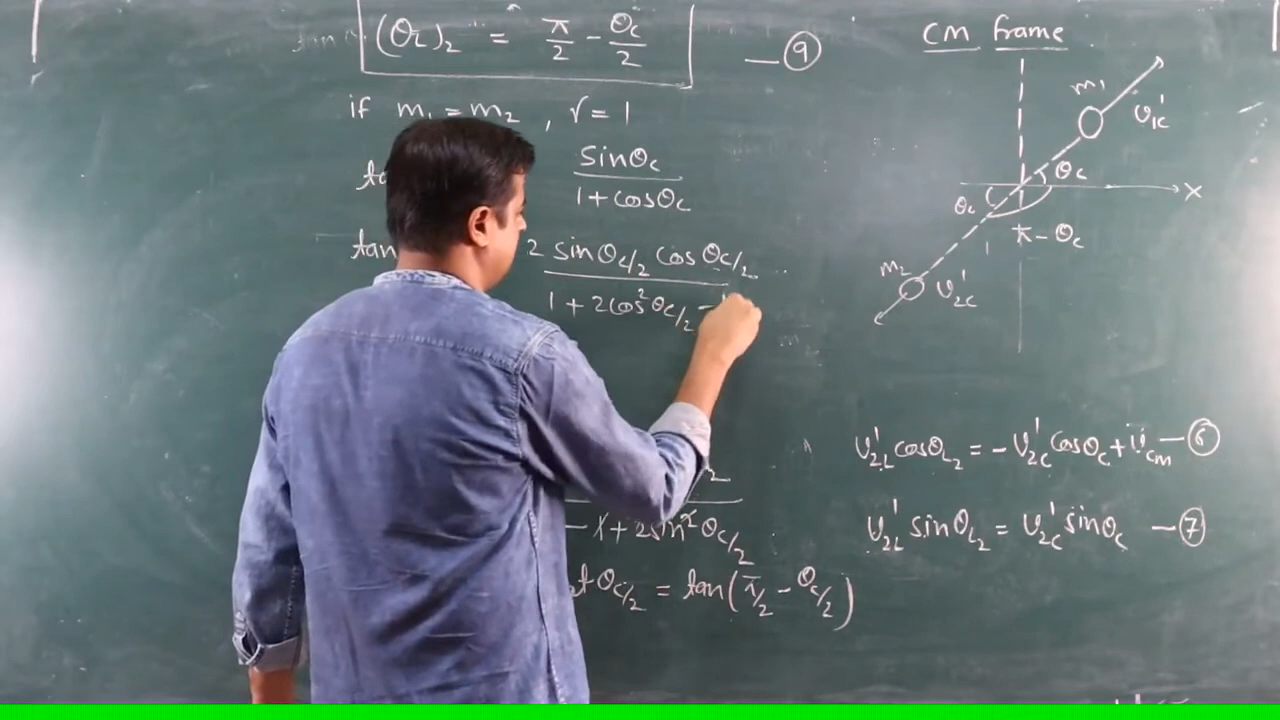 (θL)₂ = π/2 - θc/2 —⑨
if m₁ = m₂ , r = 1
sinθc
1 + cosθc
tan
2 sinθc/2 cosθc/2
1 + 2cos²θc/2 -
- 1 + 2sin²θc/2
θc/2 = tan(π/2 - θc/2)
CM frame
m₁
v'1c
θc
x
θc
π - θc
m₂
v'2c
v'2L cosθL₂ = - v'2c cosθc + vcm —⑥
v'2L sinθL₂ = v'2c sinθc —⑦